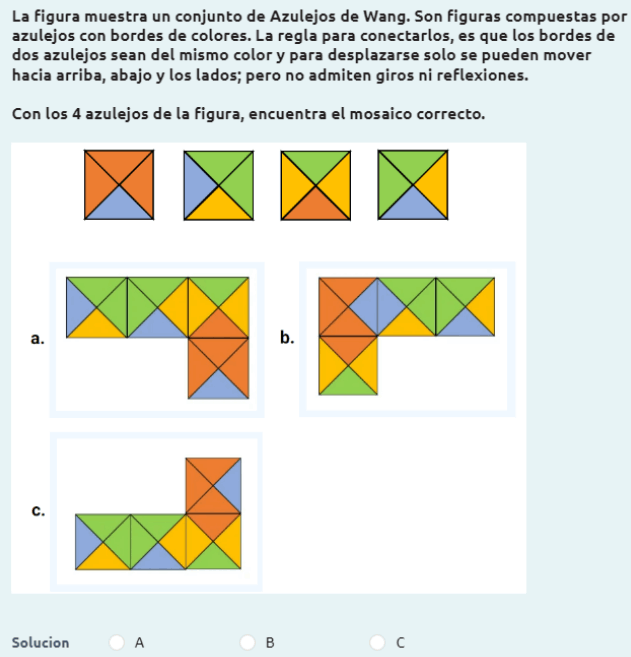 La figura muestra un conjunto de Azulejos de Wang. Son figuras compuestas por
azulejos con bordes de colores. La regla para conectarlos, es que los bordes de
dos azulejos sean del mismo color y para desplazarse solo se pueden mover
hacia arriba, abajo y los lados; pero no admiten giros ni reflexiones.
Con los 4 azulejos de la figura, encuentra el mosaico correcto.
a.
b.
c.
Solucion A B C